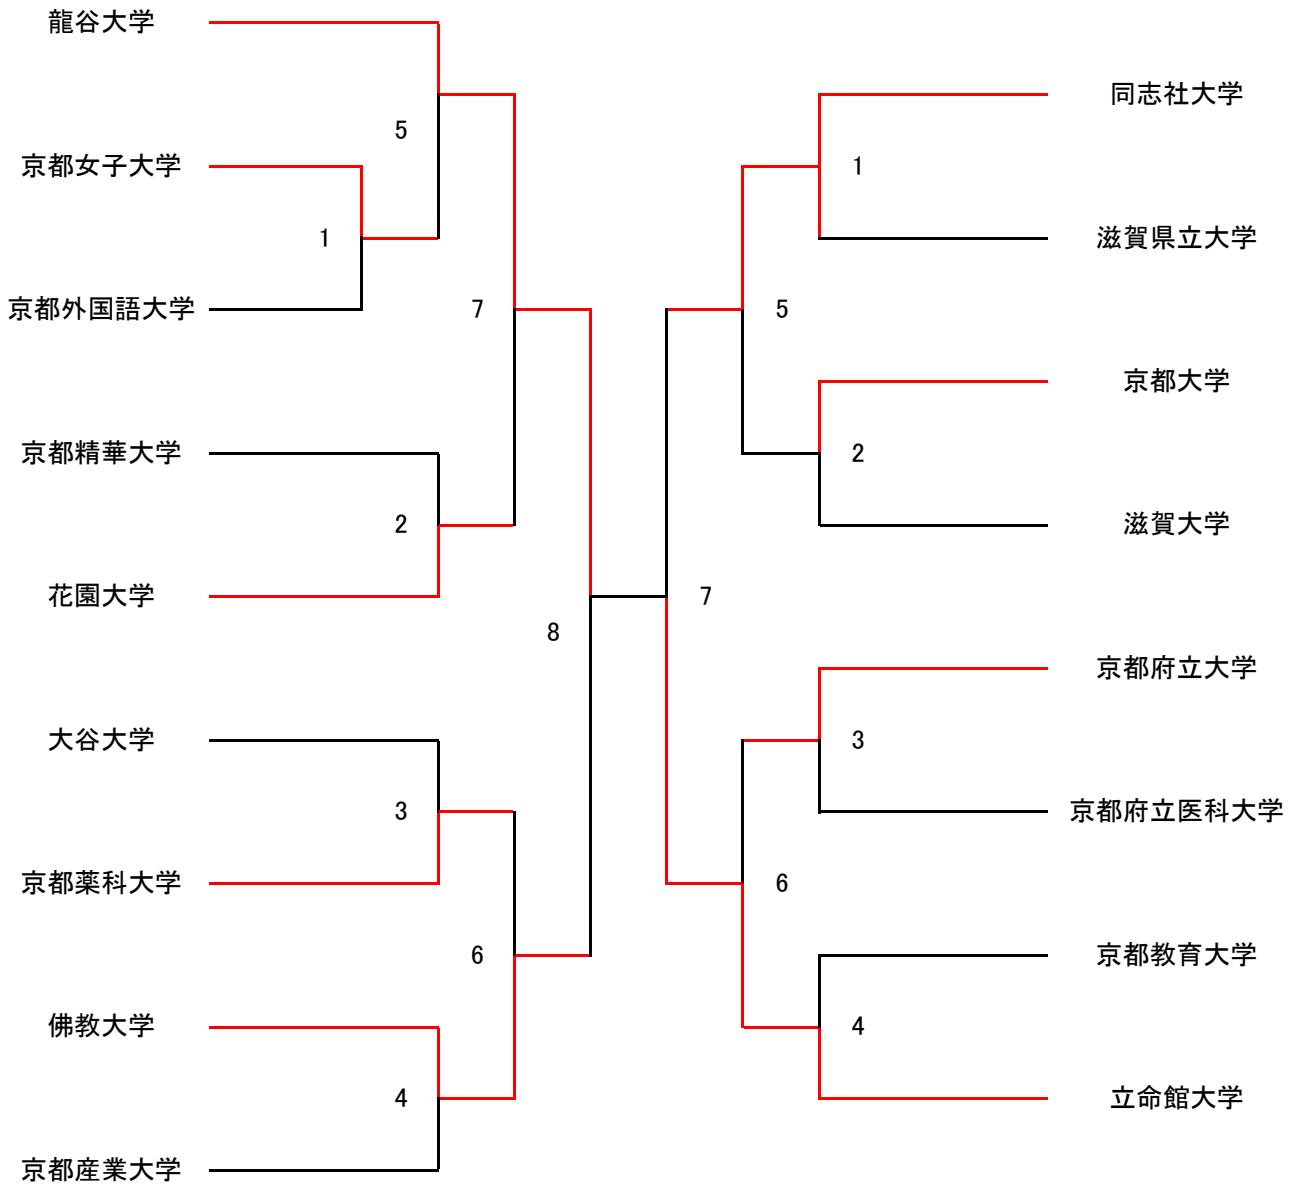 龍谷大学
5
京都女子大学
1
京都外国語大学
7
京都精華大学
2
花園大学
8
大谷大学
3
京都薬科大学
6
佛教大学
4
京都産業大学
同志社大学
1
滋賀県立大学
5
京都大学
2
滋賀大学
7
京都府立大学
3
京都府立医科大学
6
京都教育大学
4
立命館大学